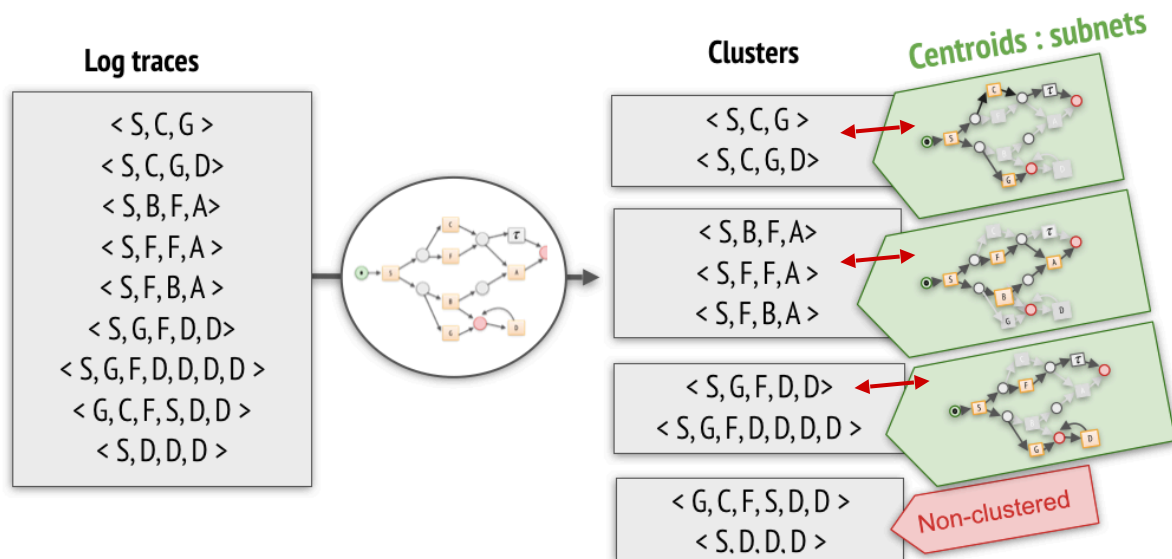 Log traces
< S, C, G >
< S, C, G, D>
< S, B, F, A>
< S, F, F, A >
< S, F, B, A >
< S, G, F, D, D>
< S, G, F, D, D, D, D >
< G, C, F, S, D, D >
< S, D, D, D >
C
τ
F
S
A
B
G
D
Clusters
< S, C, G >
< S, C, G, D>
< S, B, F, A>
< S, F, F, A >
< S, F, B, A >
< S, G, F, D, D>
< S, G, F, D, D, D, D >
< G, C, F, S, D, D >
< S, D, D, D >
Centroids : subnets
C
τ
S
G
τ
F
A
S
B
G
D
τ
F
S
G
D
Non-clustered